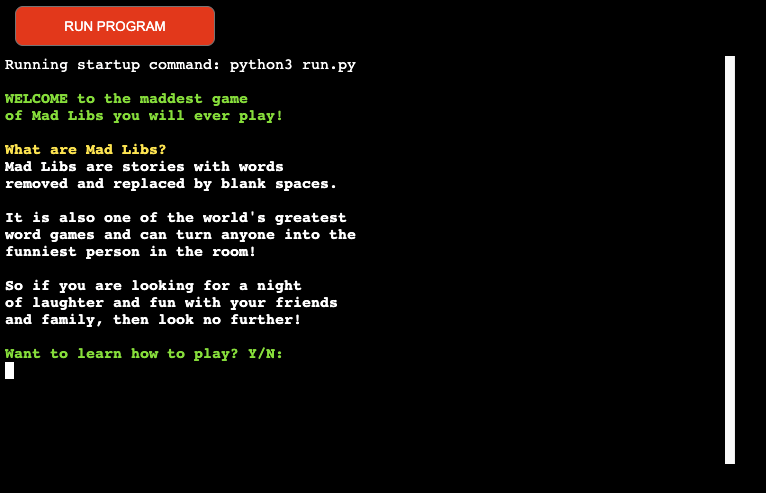 RUN PROGRAM
Running startup command: python3 run.py
WELCOME to the maddest game
of Mad Libs you will ever play!
What are Mad Libs?
Mad Libs are stories with words
removed and replaced by blank spaces.
It is also one of the world's greatest
word games and can turn anyone into the
funniest person in the room!
So if you are looking for a night
of laughter and fun with your friends
and family, then look no further!
Want to learn how to play? Y/N: